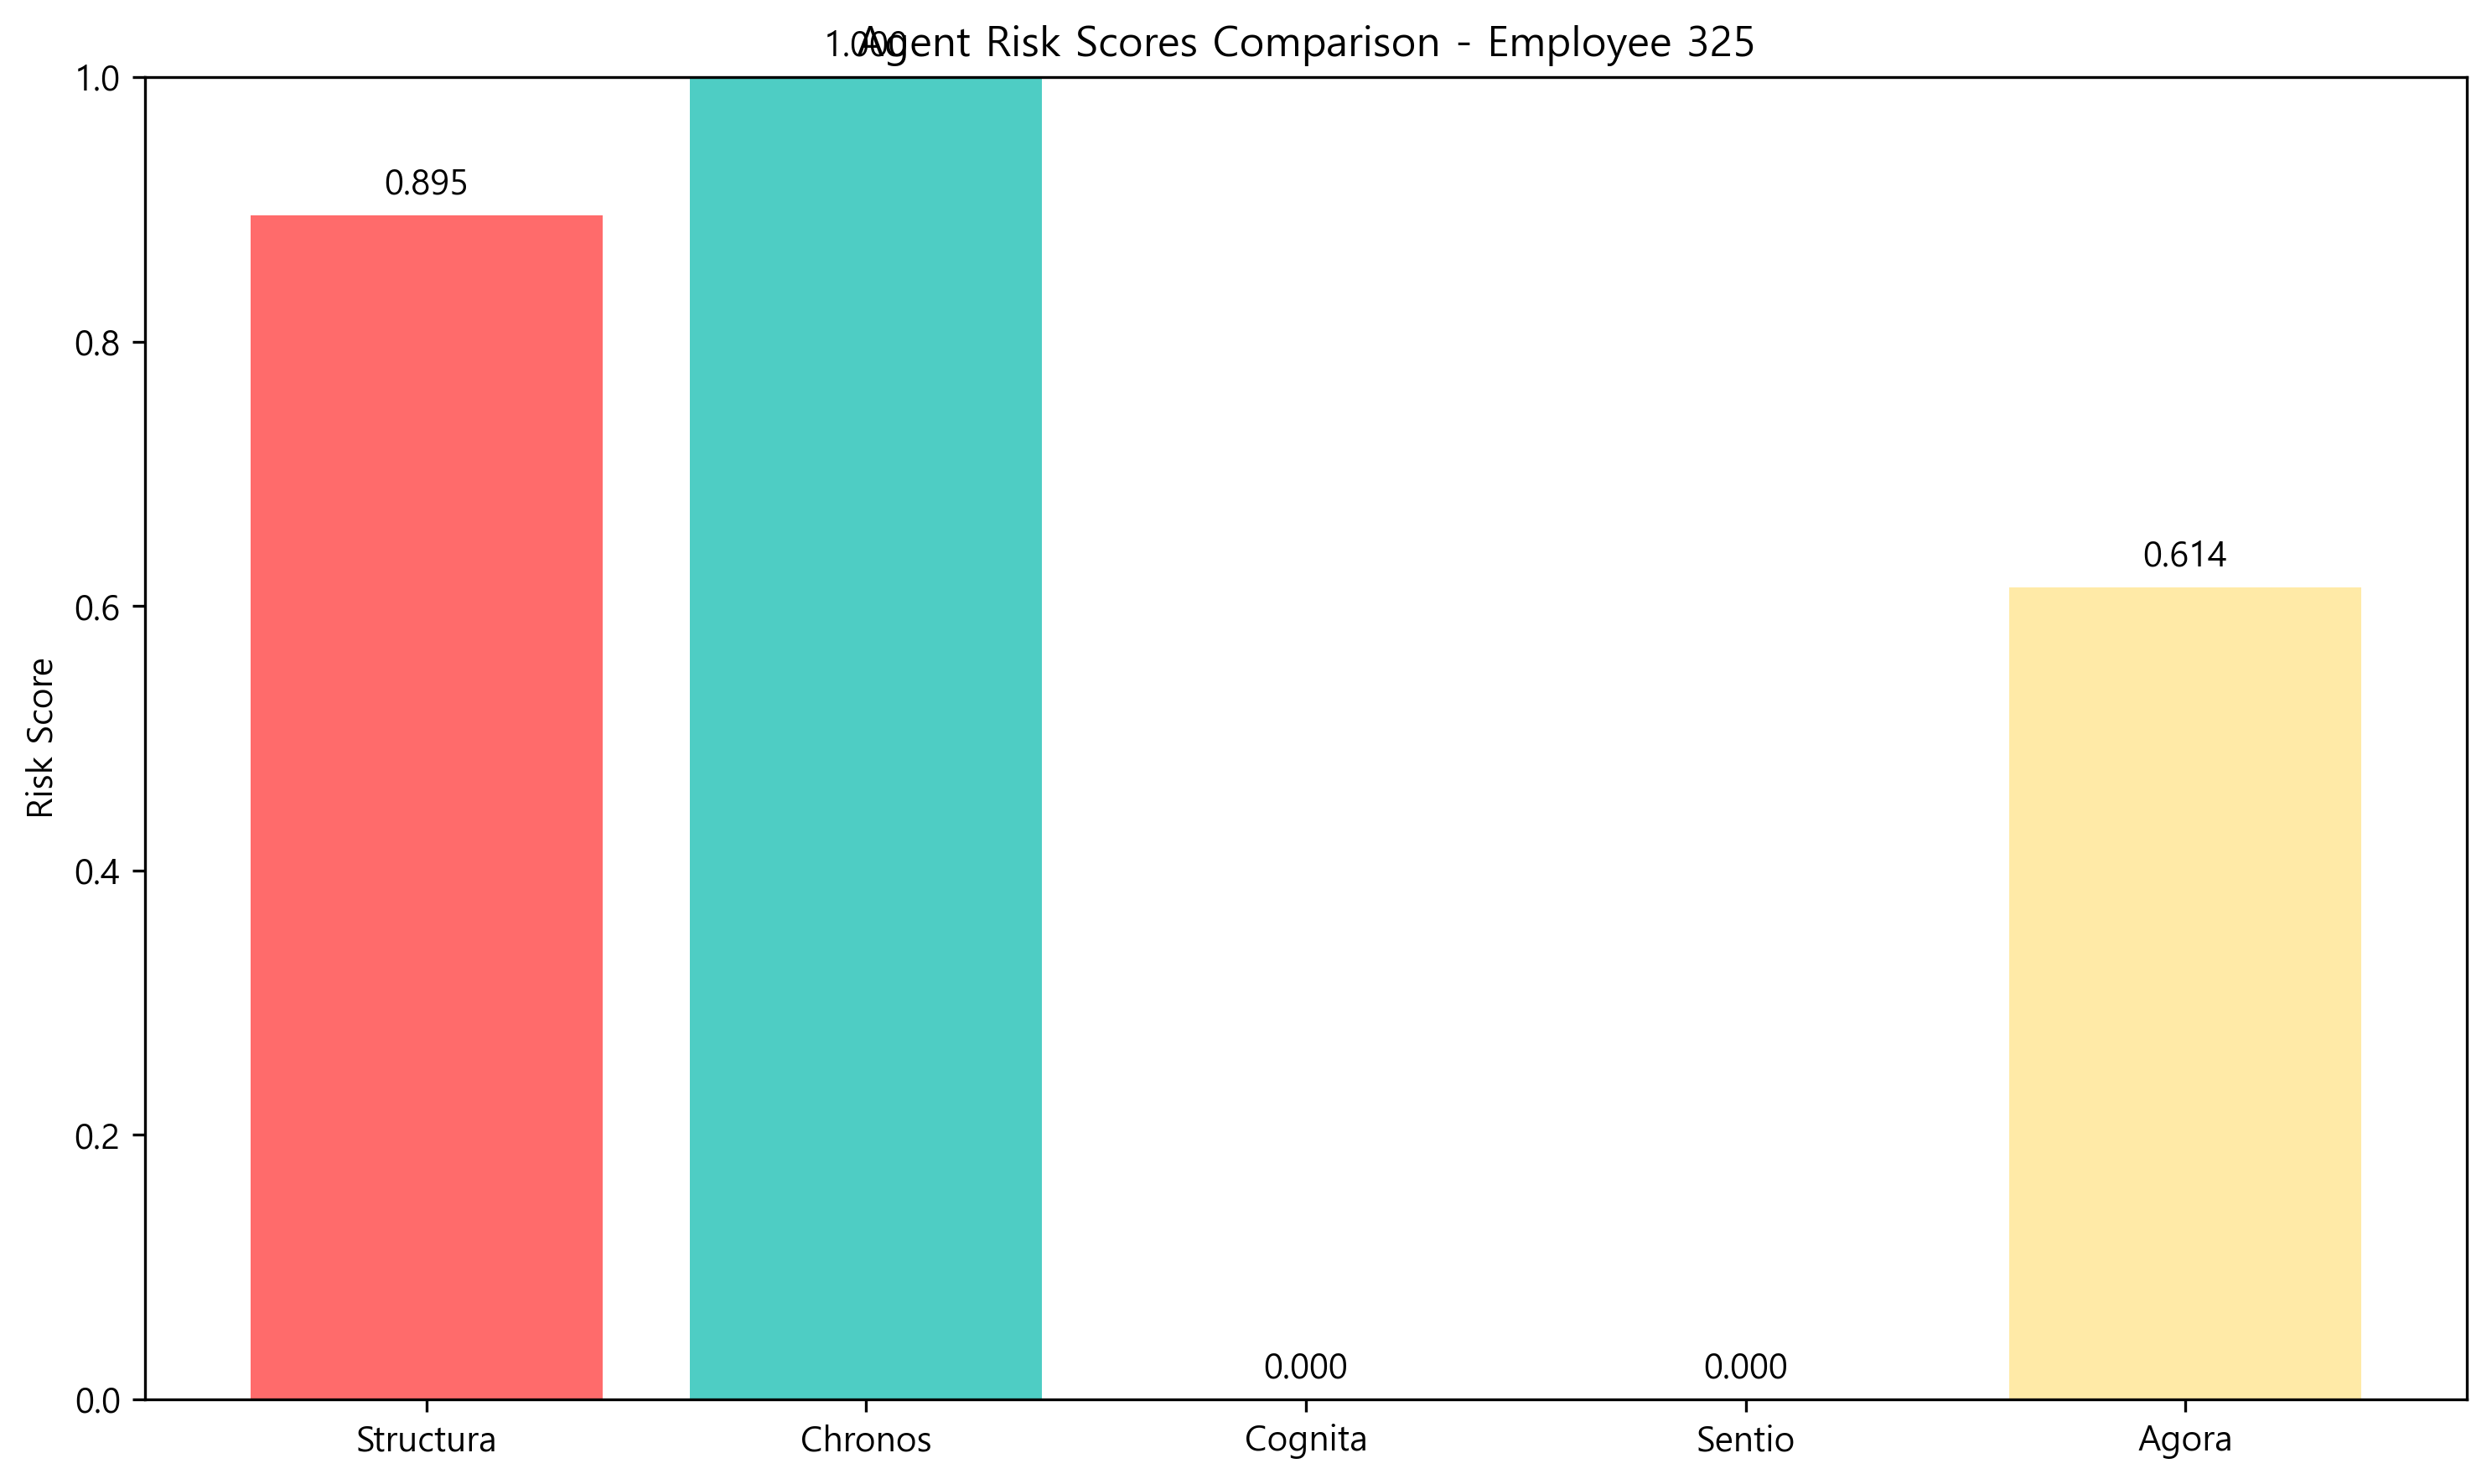 Agent Risk Scores Comparison - Employee 325
1.000
1.0
0.895
0.8
0.614
0.6
Risk Score
0.4
0.2
0.000
0.000
0.0
Structura
Chronos
Cognita
Sentio
Agora